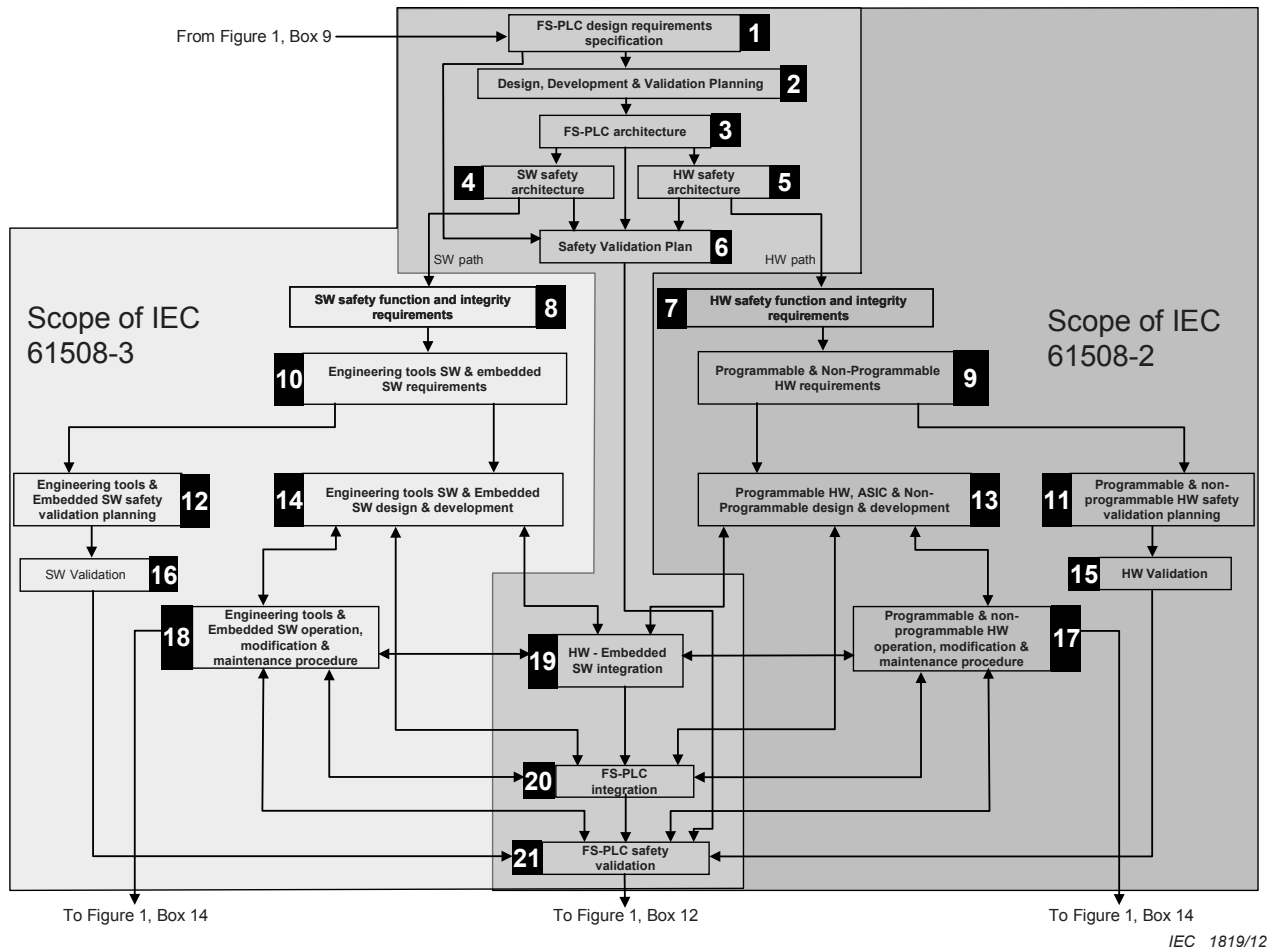 FS-PLC design requirements
specification
1
From Figure 1, Box 9
Design, Development & Validation Planning
2
FS-PLC architecture
3
4
SW safety
architecture
HW safety
architecture
5
Safety Validation Plan
6
SW path
HW path
Scope of IEC
61508-3
SW safety function and integrity
requirements
8
7
HW safety function and integrity
requirements
Scope of IEC
61508-2
10
Engineering tools SW & embedded
SW requirements
Programmable & Non-Programmable
HW requirements
9
Engineering tools &
Embedded SW safety
validation planning
12
14
Engineering tools SW & Embedded
SW design & development
Programmable HW, ASIC & Non-
Programmable design & development
13
11
Programmable & non-
programmable HW safety
validation planning
SW Validation
16
15
HW Validation
18
Engineering tools &
Embedded SW operation,
modification &
maintenance procedure
19
HW - Embedded
SW integration
Programmable & non-
programmable HW
operation, modification &
maintenance procedure
17
20
FS-PLC
integration
21
FS-PLC safety
validation
To Figure 1, Box 14
To Figure 1, Box 12
To Figure 1, Box 14
IEC 1819/12